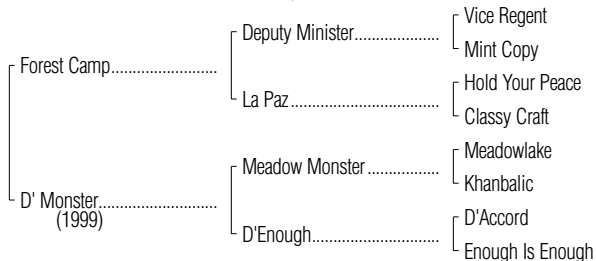 Vice Regent
Deputy Minister....................
Mint Copy
Forest Camp.........................
Hold Your Peace
La Paz...................................
Classy Craft
Meadowlake
Meadow Monster.................
Khanbalic
D' Monster............................
(1999)
D'Accord
D'Enough..............................
Enough Is Enough